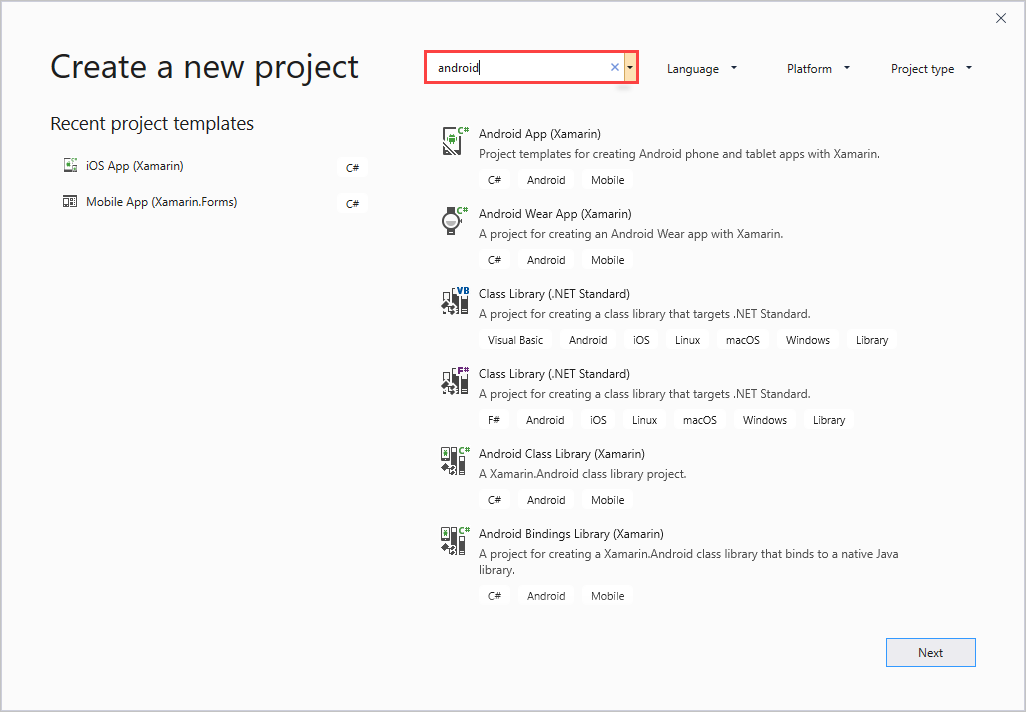 Create a new project
android
Language
Platform
Project type
Recent project templates
iOS App (Xamarin)
C#
Mobile App (Xamarin.Forms)
C#
C#
Android App (Xamarin)
Project templates for creating Android phone and tablet apps with Xamarin.
C# Android Mobile
C#
Android Wear App (Xamarin)
A project for creating an Android Wear app with Xamarin.
C# Android Mobile
VB
Class Library (.NET Standard)
A project for creating a class library that targets .NET Standard.
Visual Basic Android iOS Linux macOS Windows Library
F#
Class Library (.NET Standard)
A project for creating a class library that targets .NET Standard.
F# Android iOS Linux macOS Windows Library
C#
Android Class Library (Xamarin)
A Xamarin.Android class library project.
C# Android Mobile
C#
Android Bindings Library (Xamarin)
A project for creating a Xamarin.Android class library that binds to a native Java
library.
C# Android Mobile
Next